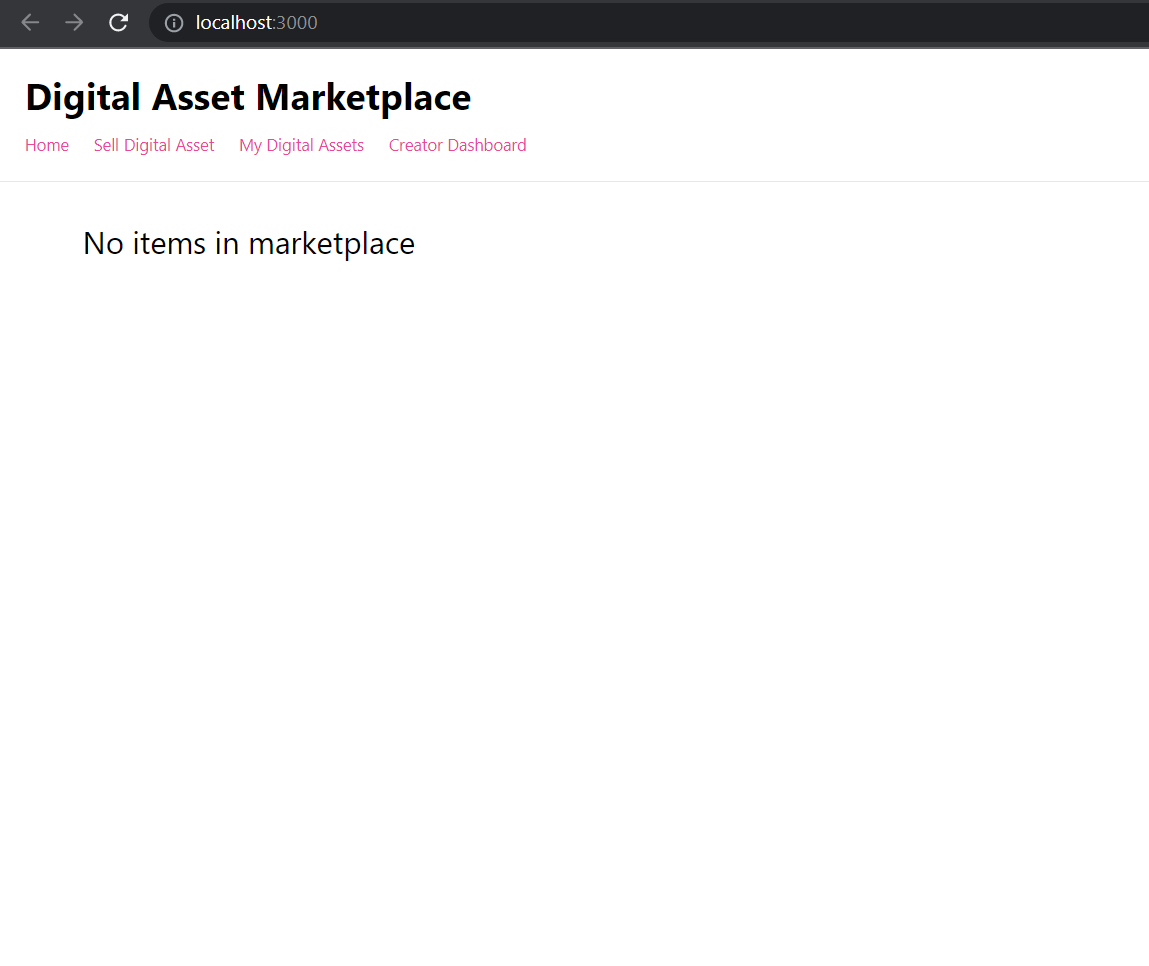 localhost:3000
Digital Asset Marketplace
Home Sell Digital Asset My Digital Assets Creator Dashboard
No items in marketplace